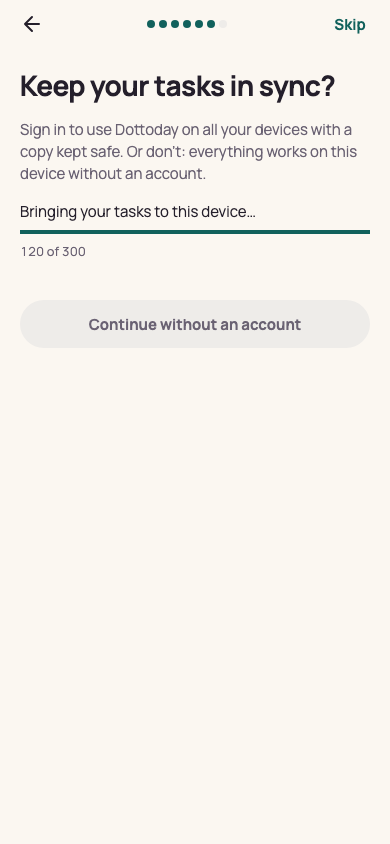 Skip
Keep your tasks in sync?
Sign in to use Dottoday on all your devices with a
copy kept safe. Or don't: everything works on this
device without an account.
Bringing your tasks to this device…
120 of 300
Continue without an account